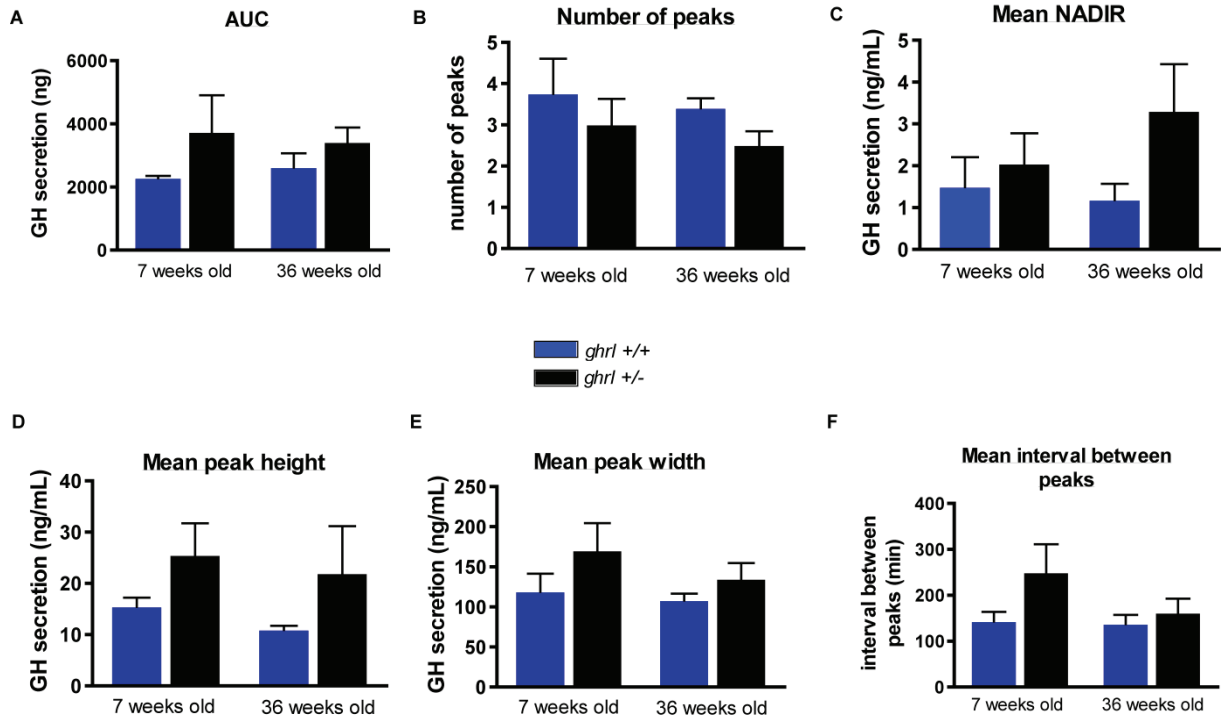 A
AUC
GH secretion (ng)
6000
4000
2000
0
7 weeks old
36 weeks old
B
Number of peaks
number of peaks
5
4
3
2
1
0
7 weeks old
36 weeks old
C
Mean NADIR
GH secretion (ng/mL)
5
4
3
2
1
0
7 weeks old
36 weeks old
ghrl +/+
ghrl +/-
D
Mean peak height
GH secretion (ng/mL)
40
30
20
10
0
7 weeks old
36 weeks old
E
Mean peak width
GH secretion (ng/mL)
250
200
150
100
50
0
7 weeks old
36 weeks old
F
Mean interval between
peaks
interval between
peaks (min)
400
300
200
100
0
7 weeks old
36 weeks old